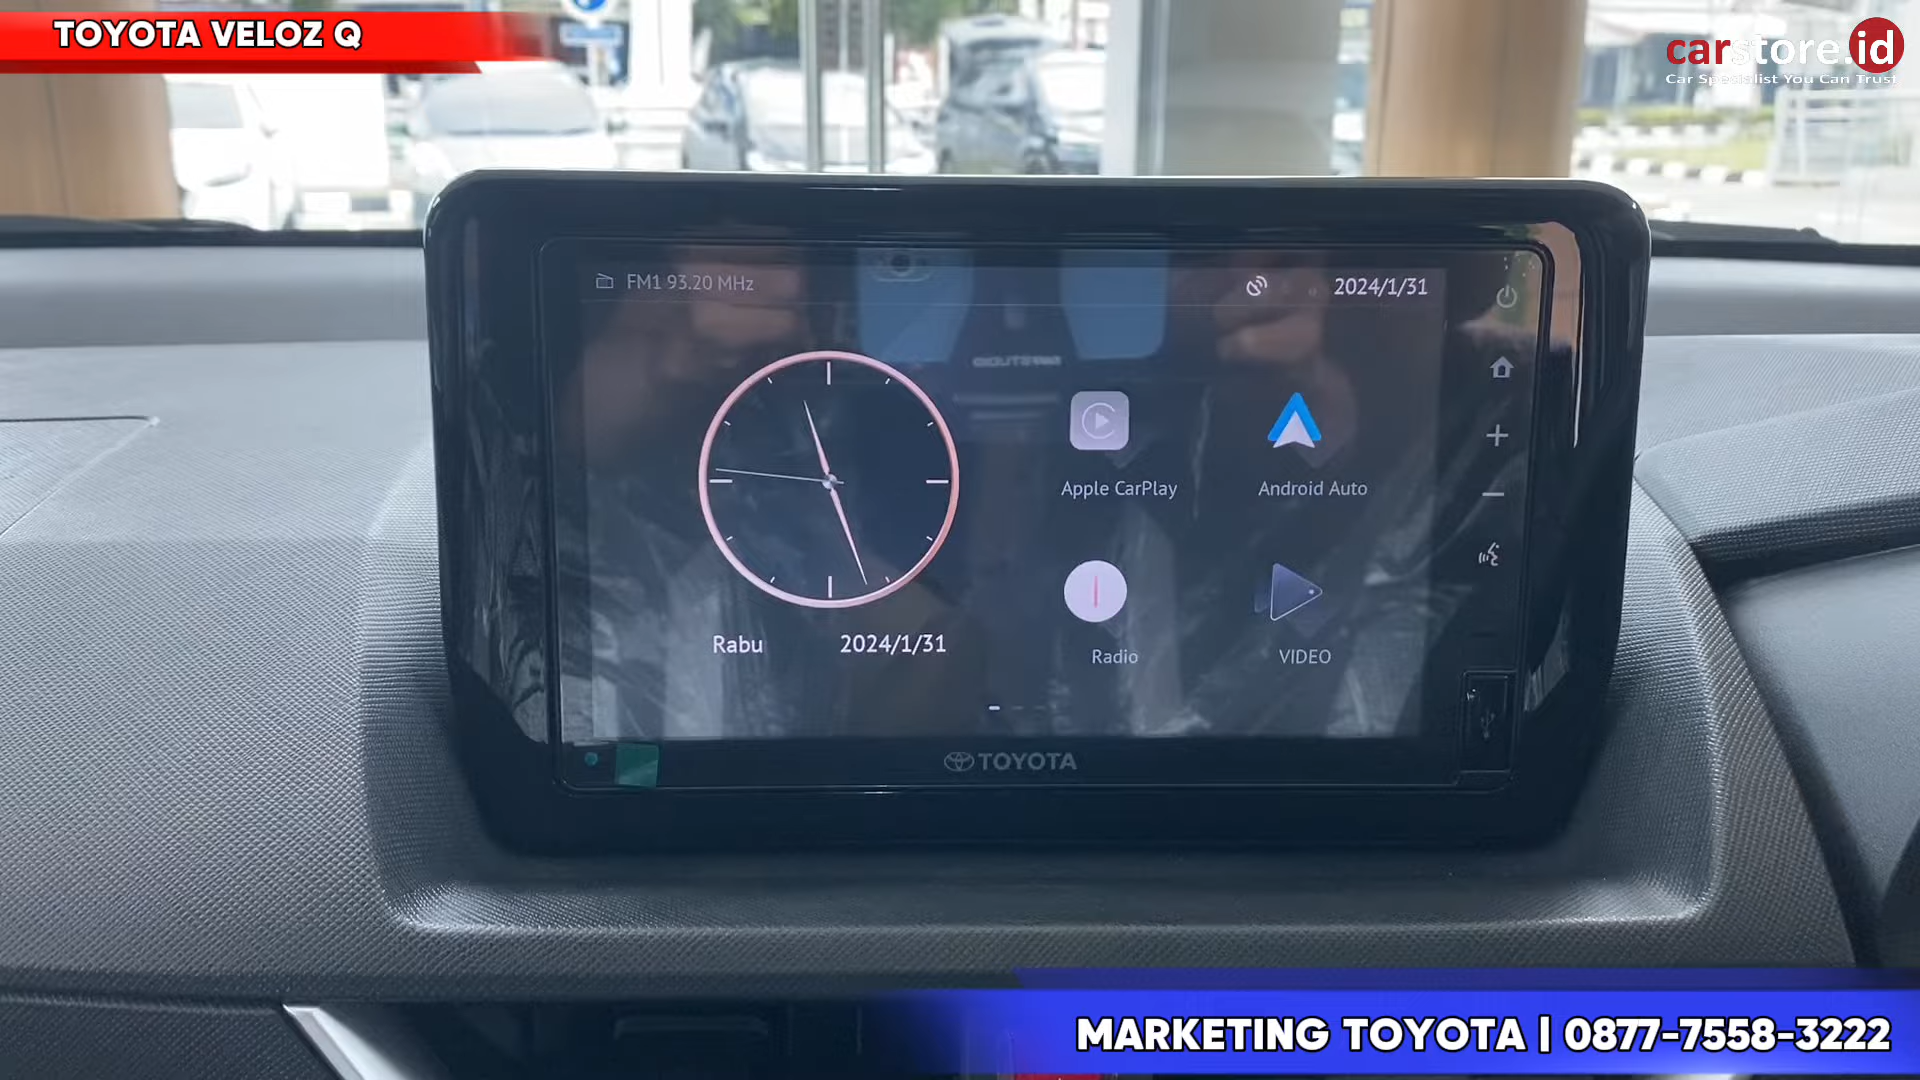 TOYOTA VELOZ Q
carstore.id
Car Specialist You Can Trust
FM1 93.20 MHz
2024/1/31
Apple CarPlay
Android Auto
Rabu
2024/1/31
Radio
VIDEO
TOYOTA
MARKETING TOYOTA | 0877-7558-3222